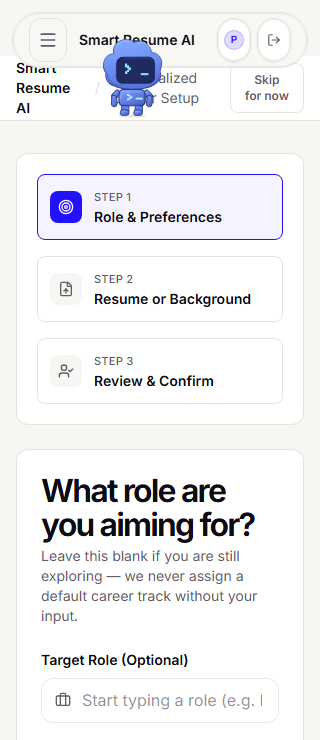 Smart Resume AI
P
Smart
Resume
AI
/
Setup
Skip
for now
STEP 1
Role & Preferences
STEP 2
Resume or Background
STEP 3
Review & Confirm
What role are
you aiming for?
Leave this blank if you are still
exploring — we never assign a
default career track without your
input.
Target Role (Optional)
Start typing a role (e.g.